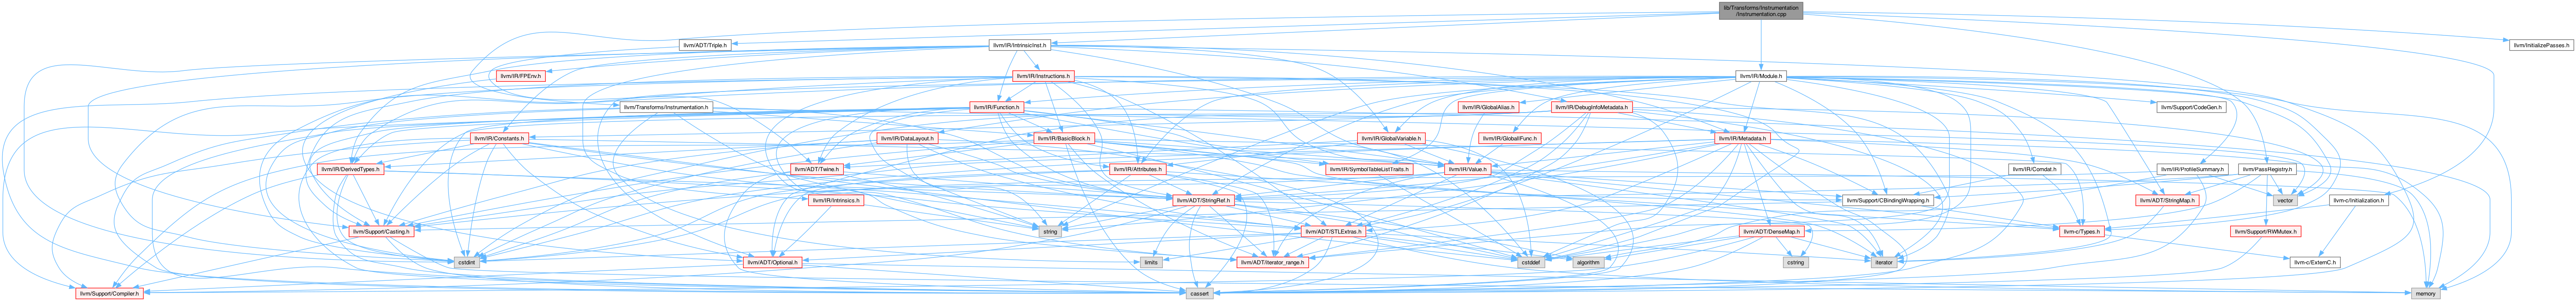 lib/Transforms/Instrumentation
/Instrumentation.cpp
llvm/ADT/Triple.h
llvm/IR/IntrinsicInst.h
llvm/InitializePasses.h
llvm/IR/FPEnv.h
llvm/IR/Instructions.h
llvm/IR/Module.h
llvm/Transforms/Instrumentation.h
llvm/IR/Function.h
llvm/IR/DebugInfoMetadata.h
llvm/IR/GlobalAlias.h
llvm/Support/CodeGen.h
llvm/IR/Constants.h
llvm/IR/DataLayout.h
llvm/IR/BasicBlock.h
llvm/IR/GlobalVariable.h
llvm/IR/GlobalIFunc.h
llvm/IR/Metadata.h
llvm/IR/DerivedTypes.h
llvm/ADT/Twine.h
llvm/IR/Attributes.h
llvm/IR/SymbolTableListTraits.h
llvm/IR/Value.h
llvm/IR/Comdat.h
llvm/IR/ProfileSummary.h
llvm/PassRegistry.h
llvm/IR/Intrinsics.h
llvm/ADT/StringRef.h
llvm/Support/CBindingWrapping.h
llvm/ADT/StringMap.h
vector
llvm-c/Initialization.h
llvm/Support/Casting.h
string
llvm/ADT/STLExtras.h
llvm/ADT/DenseMap.h
llvm-c/Types.h
llvm/Support/RWMutex.h
cstdint
llvm/ADT/Optional.h
limits
llvm/ADT/iterator_range.h
cstddef
algorithm
cstring
iterator
llvm-c/ExternC.h
llvm/Support/Compiler.h
cassert
memory